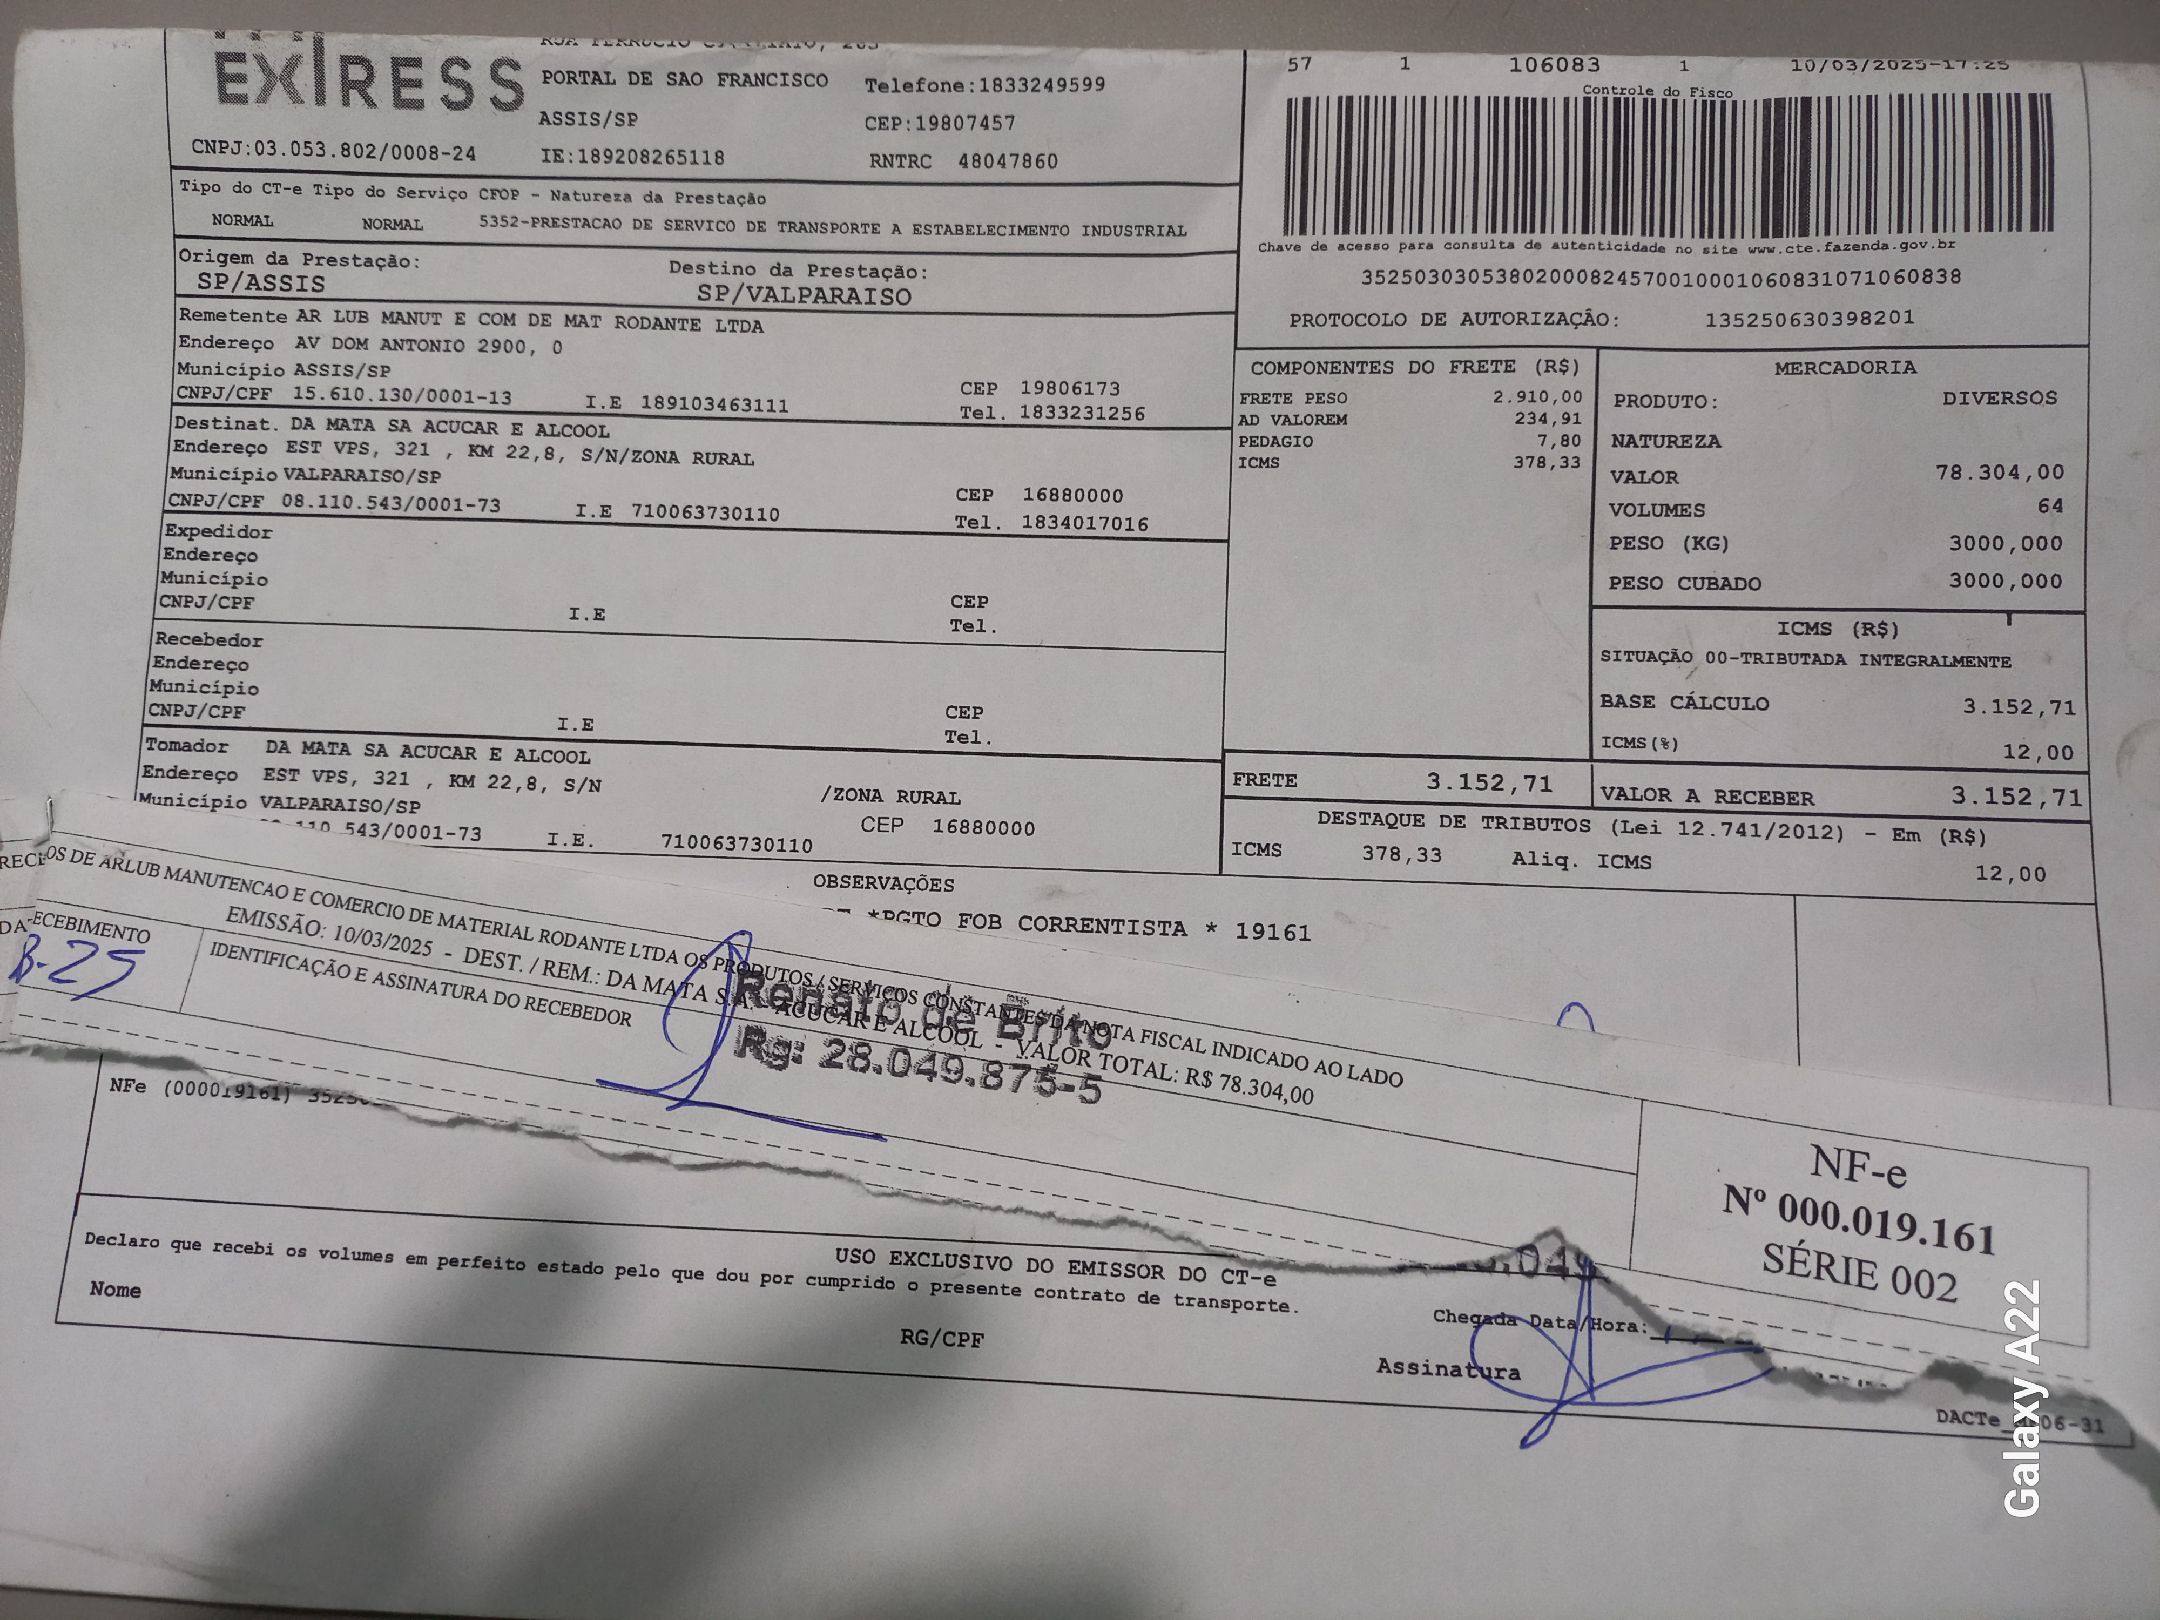 EXPRESS
PORTAL DE SAO FRANCISCO Telefone:1833249599
ASSIS/SP CEP:19807457
CNPJ:03.053.802/0008-24 IE:189208265118 RNTRC 48047860
57 1 106083 1 10/03/2025-17:25
Controle do Fisco
Chave de acesso para consulta de autenticidade no site www.cte.fazenda.gov.br
35250303053802000824570010001060831071060838
PROTOCOLO DE AUTORIZAÇÃO: 135250630398201
Tipo do CT-e Tipo do Serviço CFOP - Natureza da Prestação
NORMAL NORMAL 5352-PRESTACAO DE SERVICO DE TRANSPORTE A ESTABELECIMENTO INDUSTRIAL
Origem da Prestação: Destino da Prestação:
SP/ASSIS SP/VALPARAISO
Remetente AR LUB MANUT E COM DE MAT RODANTE LTDA
Endereço AV DOM ANTONIO 2900, 0
Município ASSIS/SP CEP 19806173
CNPJ/CPF 15.610.130/0001-13 I.E 189103463111 Tel. 1833231256
Destinat. DA MATA SA ACUCAR E ALCOOL
Endereço EST VPS, 321 , KM 22,8, S/N/ZONA RURAL
Município VALPARAISO/SP CEP 16880000
CNPJ/CPF 08.110.543/0001-73 I.E 710063730110 Tel. 1834017016
Expedidor
Endereço
Município CEP
CNPJ/CPF I.E Tel.
Recebedor
Endereço
Município CEP
CNPJ/CPF I.E Tel.
Tomador DA MATA SA ACUCAR E ALCOOL
Endereço EST VPS, 321 , KM 22,8, S/N /ZONA RURAL
Município VALPARAISO/SP CEP 16880000
110.543/0001-73 I.E. 710063730110
COMPONENTES DO FRETE (R$)
FRETE PESO 2.910,00
AD VALOREM 234,91
PEDAGIO 7,80
ICMS 378,33
MERCADORIA
PRODUTO: DIVERSOS
NATUREZA
VALOR 78.304,00
VOLUMES 64
PESO (KG) 3000,000
PESO CUBADO 3000,000
ICMS (R$)
SITUAÇÃO 00-TRIBUTADA INTEGRALMENTE
BASE CÁLCULO 3.152,71
ICMS(%) 12,00
FRETE 3.152,71 VALOR A RECEBER 3.152,71
DESTAQUE DE TRIBUTOS (Lei 12.741/2012) - Em (R$)
ICMS 378,33 Aliq. ICMS 12,00
OBSERVAÇÕES
*PGTO FOB CORRENTISTA * 19161
OS DE ARLUB MANUTENCAO E COMERCIO DE MATERIAL RODANTE LTDA OS PRODUTOS / SERVIÇOS CONSTANTES DA NOTA FISCAL INDICADO AO LADO
EMISSÃO: 10/03/2025 - DEST. / REM.: DA MATA S.A. - ACUCAR E ALCOOL - VALOR TOTAL: R$ 78.304,00
ECEBIMENTO IDENTIFICAÇÃO E ASSINATURA DO RECEBEDOR
Renato de Brito
Rg: 28.049.875-5
NF-e
Nº 000.019.161
SÉRIE 002
NFe (000019161)
USO EXCLUSIVO DO EMISSOR DO CT-e
Declaro que recebi os volumes em perfeito estado pelo que dou por cumprido o presente contrato de transporte.
Nome RG/CPF
Chegada Data/Hora:
Assinatura
Galaxy A22